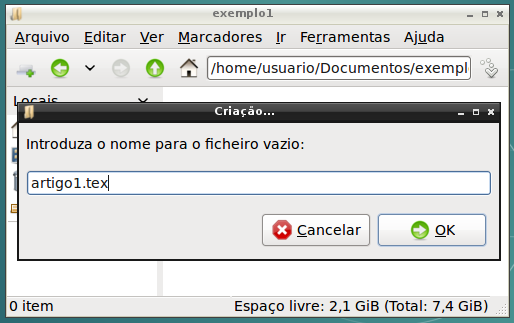 exemplo1
Arquivo Editar Ver Marcadores Ir Ferramentas Ajuda
/home/usuario/Documentos/exempl
Locais
Criação...
Introduza o nome para o ficheiro vazio:
artigo1.tex
Cancelar OK
0 item Espaço livre: 2,1 GiB (Total: 7,4 GiB)